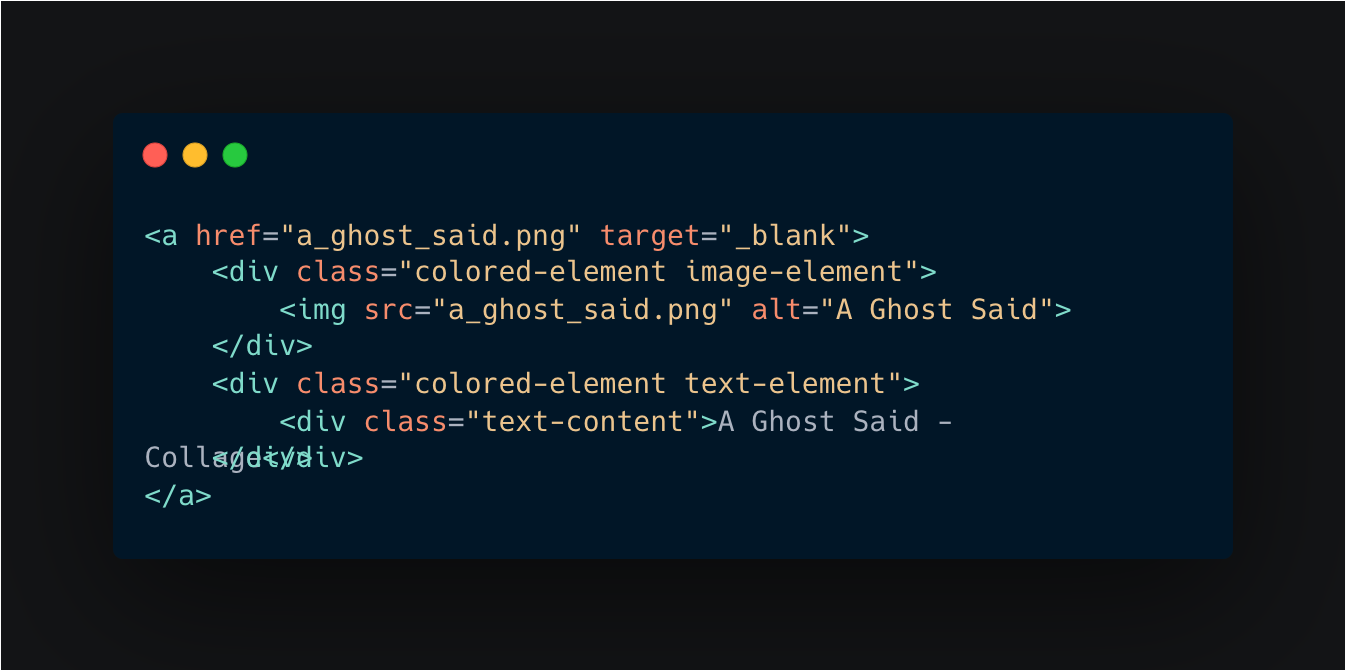 <a href="a_ghost_said.png" target="_blank">
    <div class="colored-element image-element">
        <img src="a_ghost_said.png" alt="A Ghost Said">
    </div>
    <div class="colored-element text-element">
        <div class="text-content">A Ghost Said -
Collage</div>
    </div>
</a>